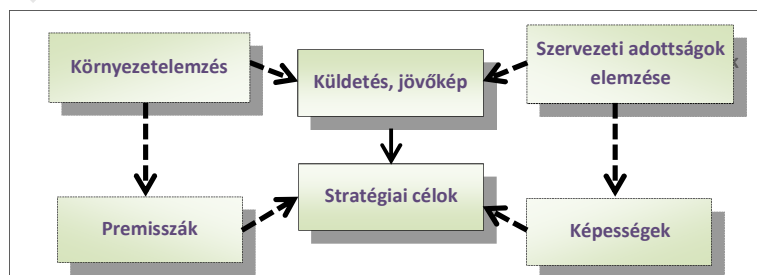 Környezetelemzés
Küldetés, jövőkép
Szervezeti adottságok
elemzése
Premisszák
Stratégiai célok
Képességek